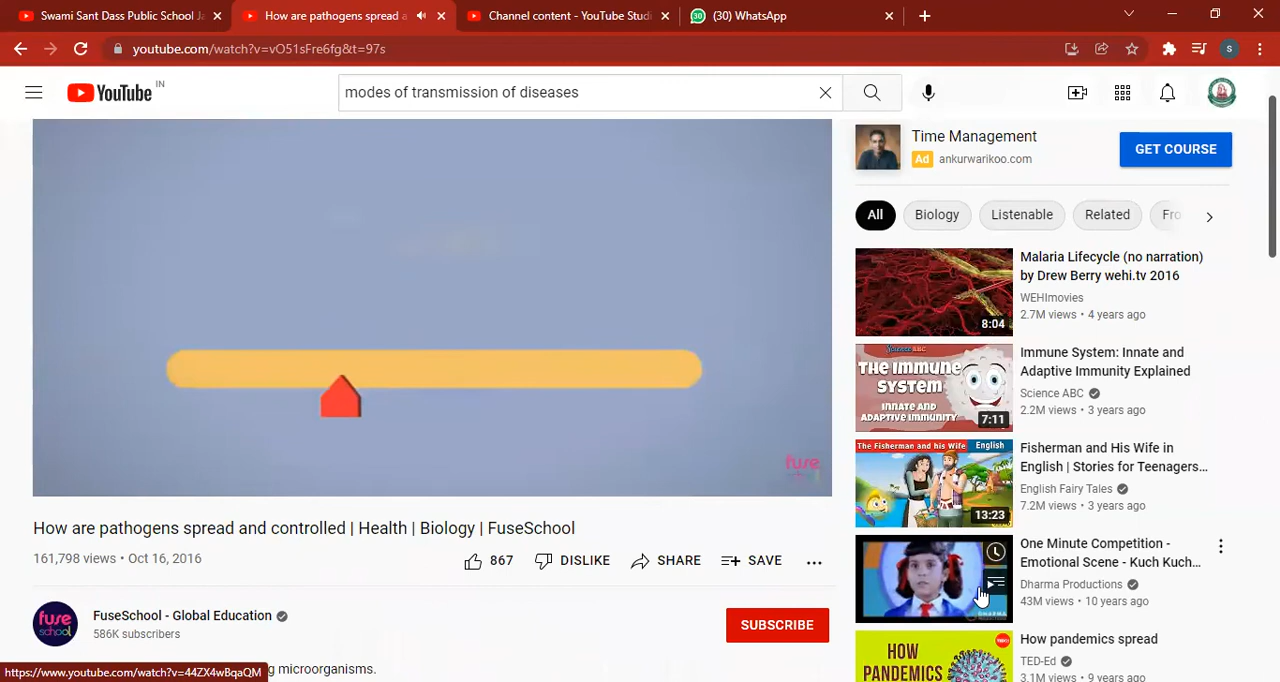 Swami Sant Dass Public School Ja
How are pathogens spread a
Channel content - YouTube Studi
(30) WhatsApp
youtube.com/watch?v=vO51sFre6fg&t=97s
YouTube IN
modes of transmission of diseases
S
fuse
Time Management
Ad ankurwarikoo.com
GET COURSE
All
Biology
Listenable
Related
Fro
Malaria Lifecycle (no narration)
by Drew Berry wehi.tv 2016
WEHImovies
2.7M views • 4 years ago
8:04
Science ABC
THE IMMUNE
SYSTEM
INNATE AND
ADAPTIVE IMMUNITY
7:11
Immune System: Innate and
Adaptive Immunity Explained
Science ABC
2.2M views • 3 years ago
The Fisherman and his Wife English
13:23
Fisherman and His Wife in
English | Stories for Teenagers...
English Fairy Tales
7.2M views • 3 years ago
DHARMA
One Minute Competition -
Emotional Scene - Kuch Kuch...
Dharma Productions
43M views • 10 years ago
HOW
PANDEMICS
How pandemics spread
TED-Ed
3.1M views • 9 years ago
How are pathogens spread and controlled | Health | Biology | FuseSchool
161,798 views • Oct 16, 2016
867
DISLIKE
SHARE
SAVE
fuse
school
FuseSchool - Global Education
586K subscribers
SUBSCRIBE
https://www.youtube.com/watch?v=44ZX4wBqaQM
g microorganisms.